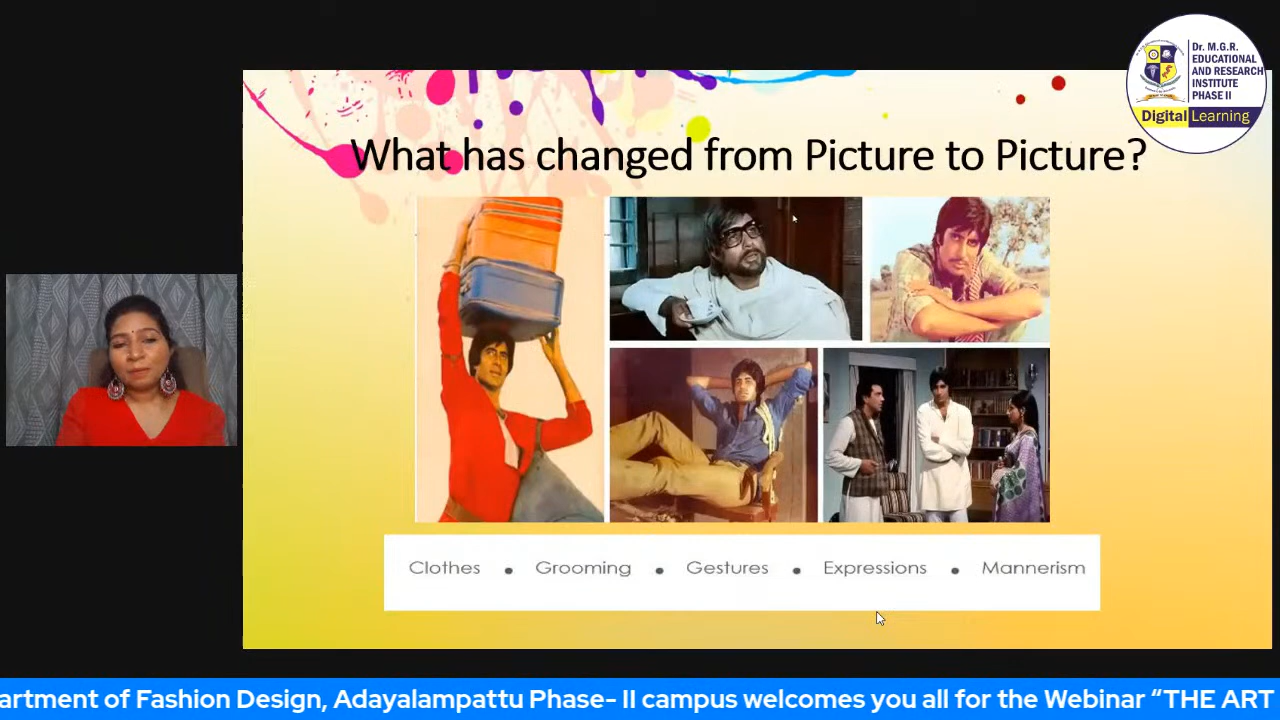 Dr. M.G.R.
EDUCATIONAL
AND RESEARCH
INSTITUTE
PHASE II
Digital Learning
What has changed from Picture to Picture?
Clothes • Grooming • Gestures • Expressions • Mannerism
artment of Fashion Design, Adayalampattu Phase- II campus welcomes you all for the Webinar “THE ART